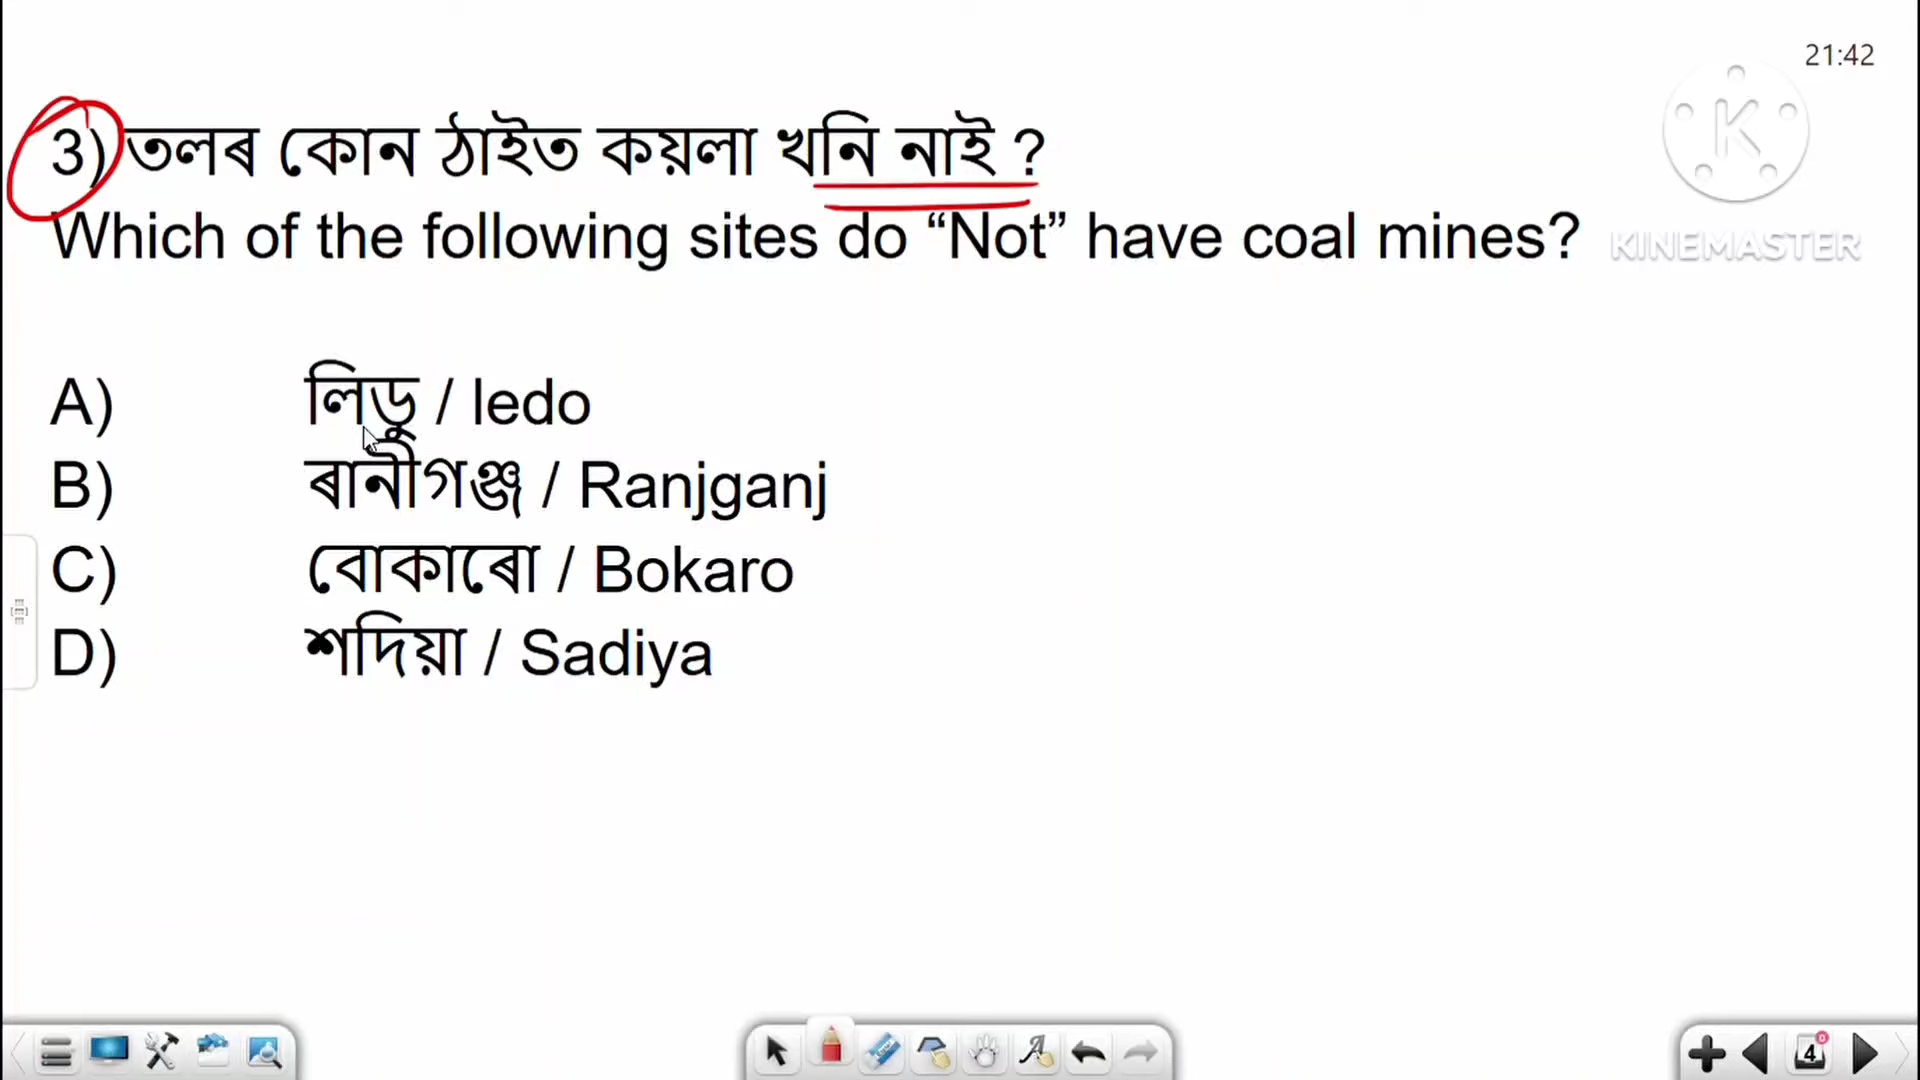 21:42
3) তলৰ কোন ঠাইত কয়লা খনি নাই ?
Which of the following sites do “Not” have coal mines?
KINEMASTER
A) লিডু / ledo
B) ৰানীগঞ্জ / Ranjganj
C) বোকাৰো / Bokaro
D) শদিয়া / Sadiya
4